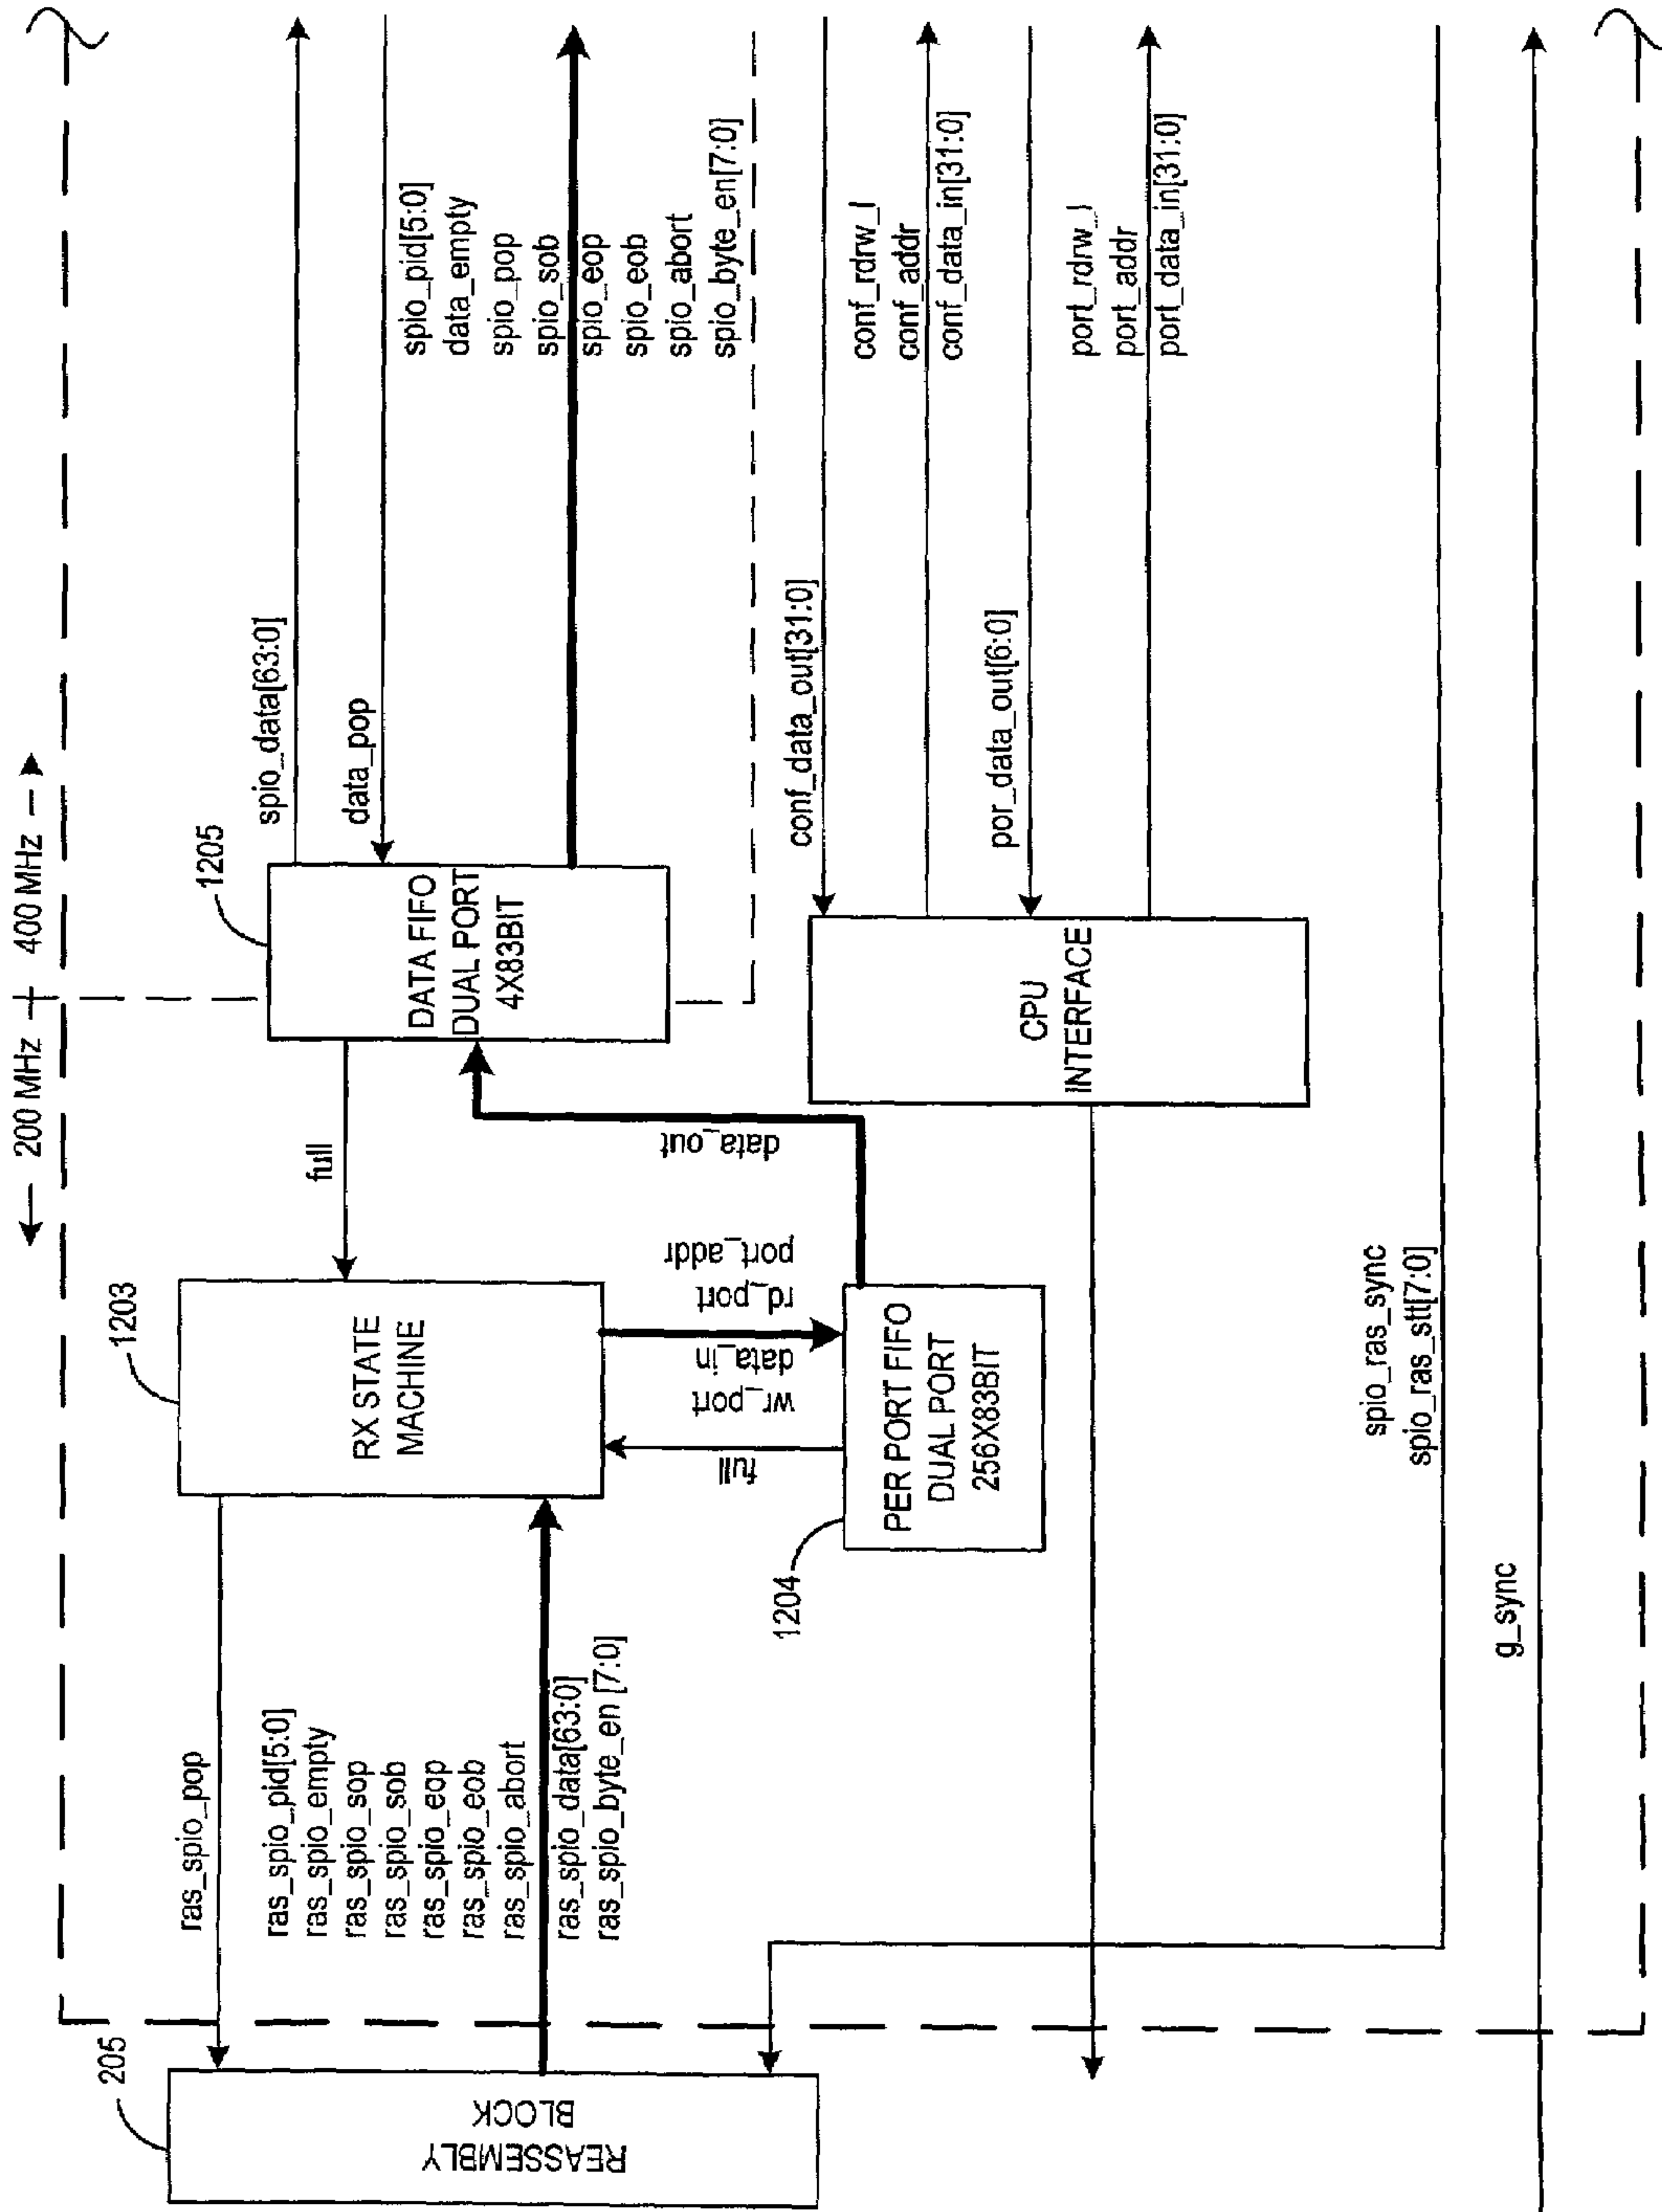 ← 200 MHz + 400 MHz →
205
REASSEMBLY
BLOCK
ras_spio_pop
ras_spio_pid[5:0]
ras_spio_empty
ras_spio_sop
ras_spio_sob
ras_spio_eop
ras_spio_eob
ras_spio_abort
ras_spio_data[63:0]
ras_spio_byte_en [7:0]
1203
RX STATE
MACHINE
full
full
wr_port
data_in
rd_port
port_addr
1204
PER PORT FIFO
DUAL PORT
256X83BIT
data_out
1205
DATA FIFO
DUAL PORT
4X83BIT
spio_data[63:0]
data_pop
spio_pid[5:0]
data_empty
spio_pop
spio_sob
spio_eop
spio_eob
spio_abort
spio_byte_en[7:0]
CPU
INTERFACE
conf_data_out[31:0]
conf_rdrw_l
conf_addr
conf_data_in[31:0]
por_data_out[6:0]
port_rdrw_l
port_addr
port_data_in[31:0]
spio_ras_sync
spio_ras_stt[7:0]
g_sync